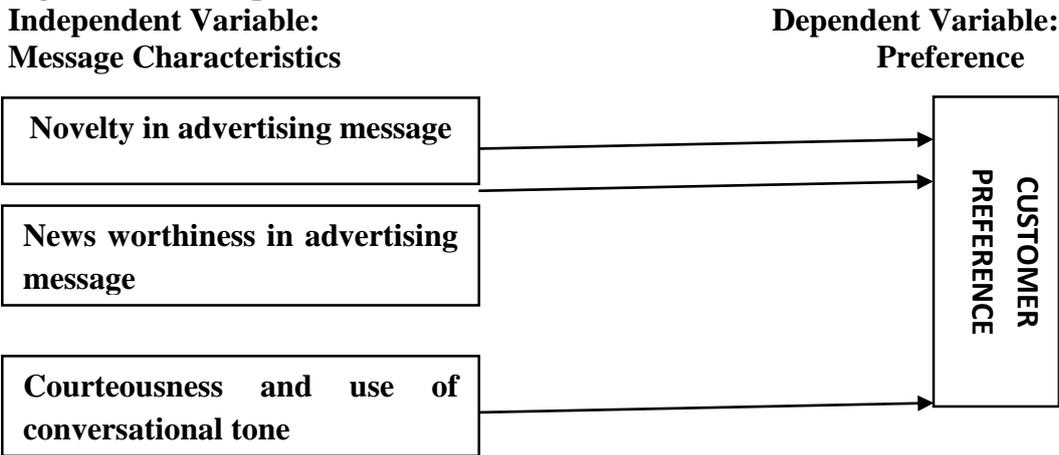 Independent Variable:
Message Characteristics
Dependent Variable:
Preference
Novelty in advertising message
News worthiness in advertising
message
Courteousness and use of
conversational tone
CUSTOMER
PREFERENCE